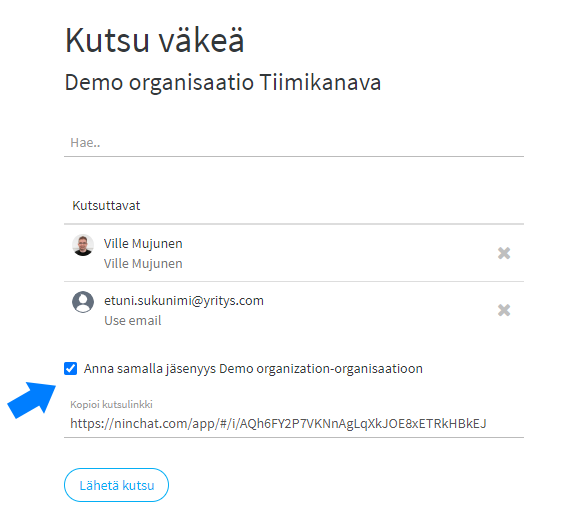 Kutsu väkeä
Demo organisaatio Tiimikanava
Hae..
Kutsuttavat
Ville Mujunen
Ville Mujunen
etuni.sukunimi@yritys.com
Use email
Anna samalla jäsenyys Demo organization-organisaatioon
Kopioi kutsulinkki
https://ninchat.com/app/#/i/AQh6FY2P7VKNnAgLqXkJOE8xETRkHBkEJ
Lähetä kutsu